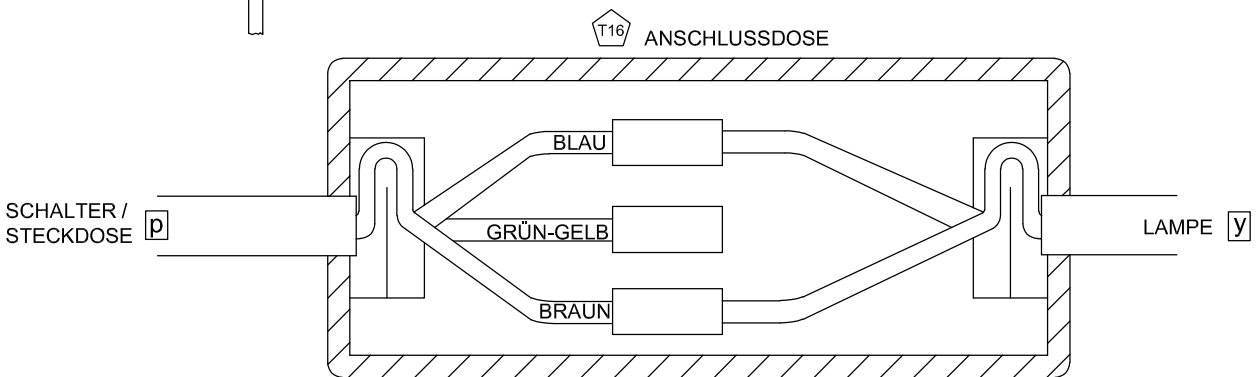 T16 ANSCHLUSSDOSE
BLAU
SCHALTER /
STECKDOSE p
GRÜN-GELB
LAMPE y
BRAUN